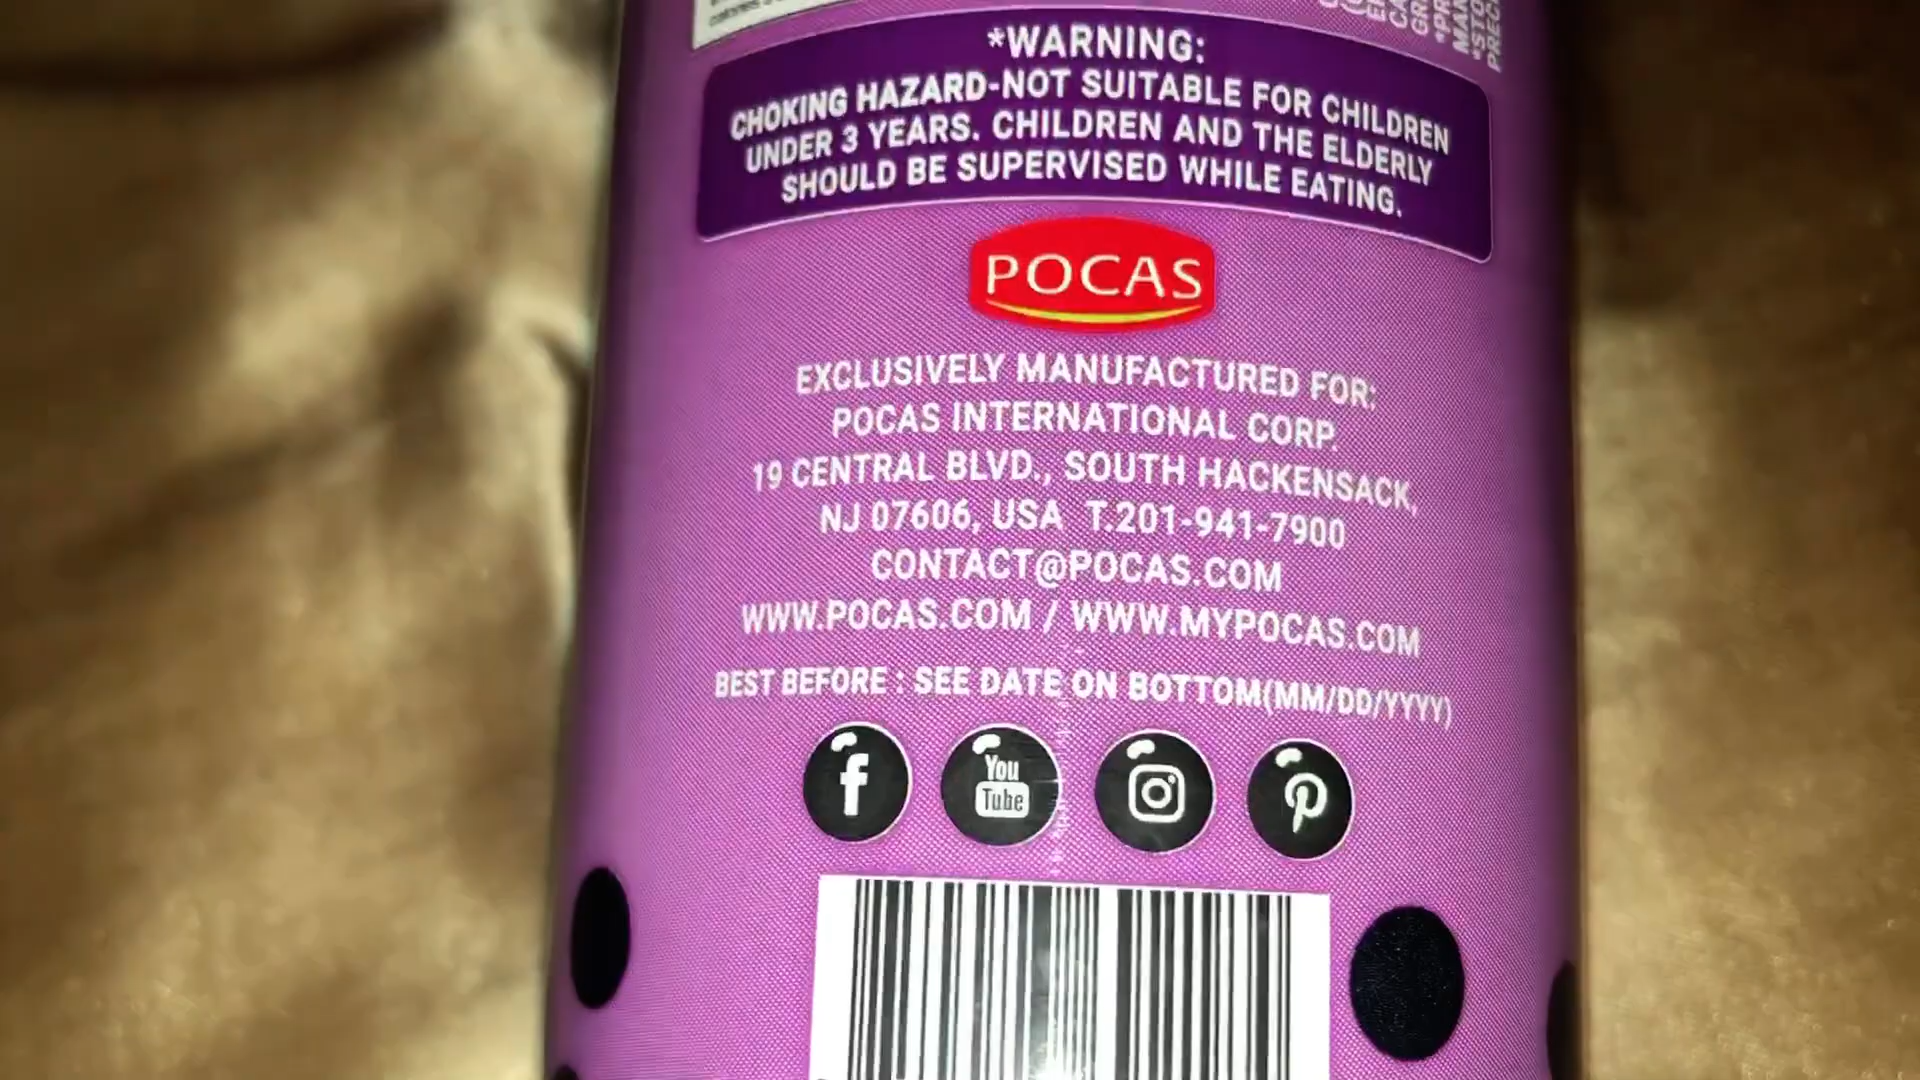 *WARNING:
CHOKING HAZARD-NOT SUITABLE FOR CHILDREN
UNDER 3 YEARS. CHILDREN AND THE ELDERLY
SHOULD BE SUPERVISED WHILE EATING.
POCAS
EXCLUSIVELY MANUFACTURED FOR:
POCAS INTERNATIONAL CORP.
19 CENTRAL BLVD., SOUTH HACKENSACK,
NJ 07606, USA T.201-941-7900
CONTACT@POCAS.COM
WWW.POCAS.COM / WWW.MYPOCAS.COM
BEST BEFORE : SEE DATE ON BOTTOM(MM/DD/YYYY)
f
You
Tube